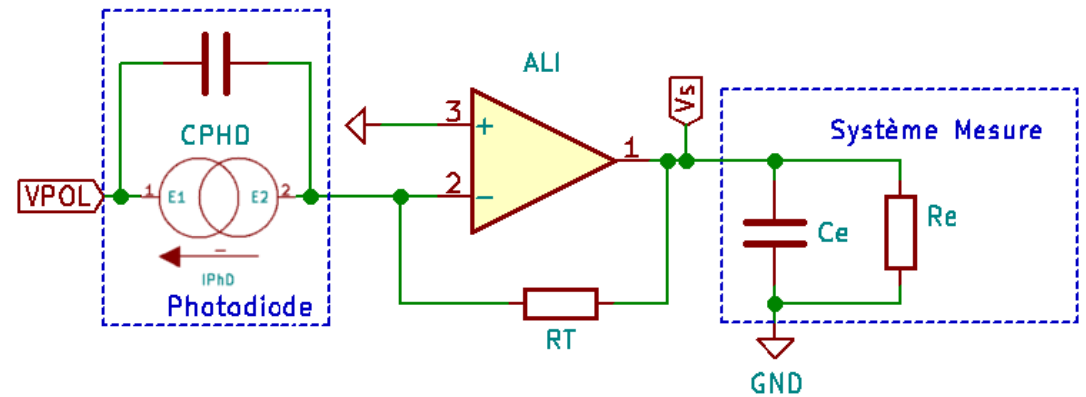 ALI
Vs
Système Mesure
CPHD
3
+
1
VPOL
1
E1
E2
2
2
-
Ce
Re
-
IPhD
Photodiode
RT
GND